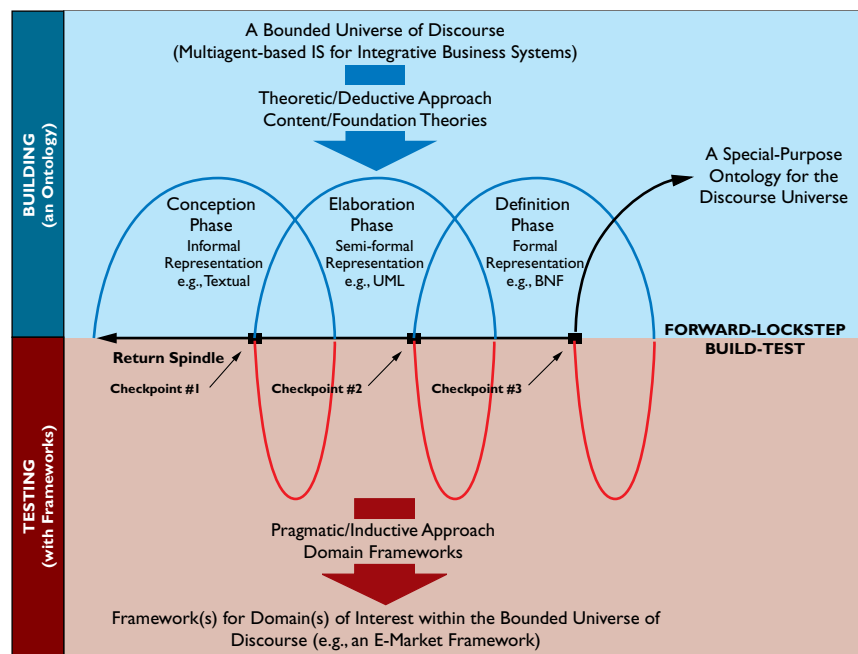 A Bounded Universe of Discourse
(Multiagent-based IS for Integrative Business Systems)
Theoretic/Deductive Approach
Content/Foundation Theories
BUILDING
(an Ontology)
A Special-Purpose
Ontology for the
Discourse Universe
Conception
Phase
Informal
Representation
e.g., Textual
Elaboration
Phase
Semi-formal
Representation
e.g., UML
Definition
Phase
Formal
Representation
e.g., BNF
FORWARD-LOCKSTEP
BUILD-TEST
Return Spindle
Checkpoint #1
Checkpoint #2
Checkpoint #3
TESTING
(with Frameworks)
Pragmatic/Inductive Approach
Domain Frameworks
Framework(s) for Domain(s) of Interest within the Bounded Universe of
Discourse (e.g., an E-Market Framework)